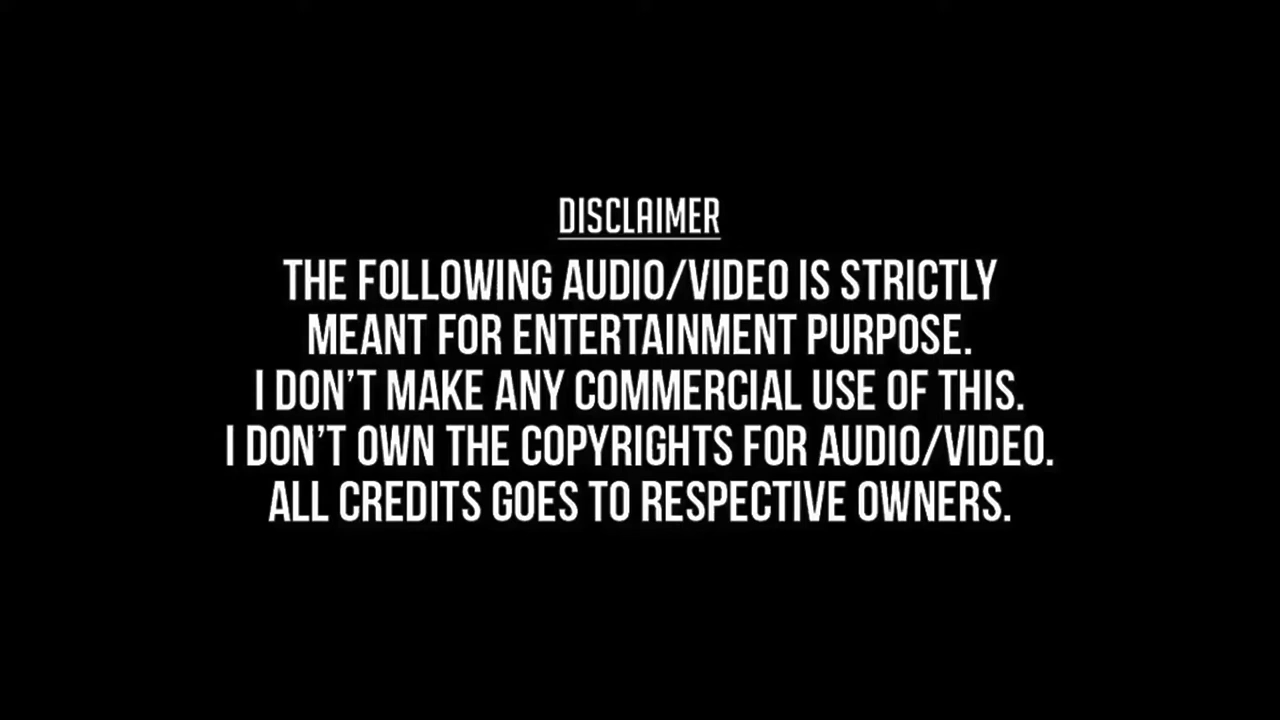 DISCLAIMER
THE FOLLOWING AUDIO/VIDEO IS STRICTLY
MEANT FOR ENTERTAINMENT PURPOSE.
I DON’T MAKE ANY COMMERCIAL USE OF THIS.
I DON’T OWN THE COPYRIGHTS FOR AUDIO/VIDEO.
ALL CREDITS GOES TO RESPECTIVE OWNERS.